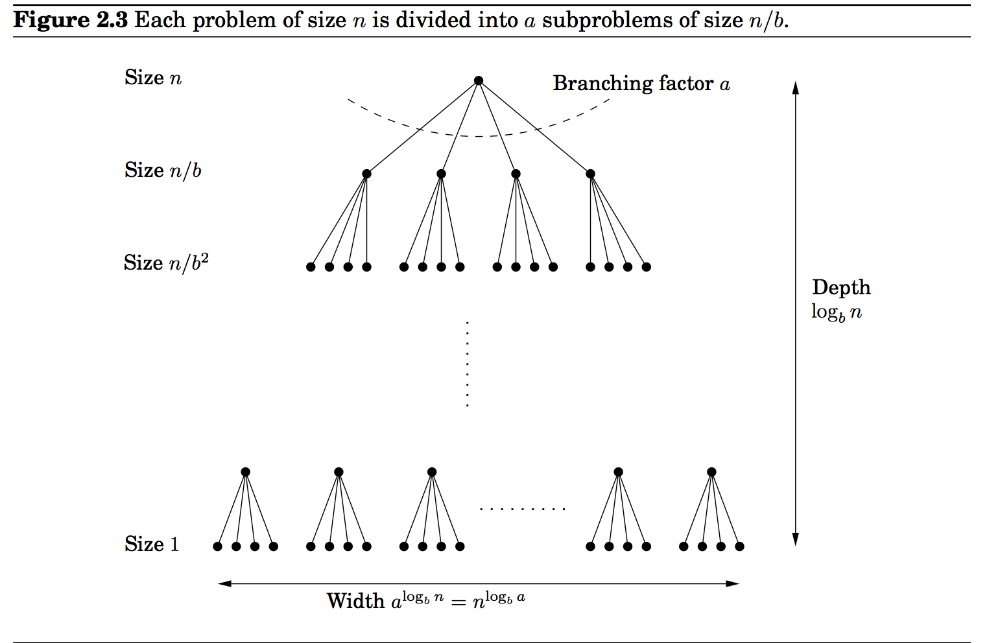 Figure 2.3 Each problem of size n is divided into a subproblems of size n/b.
Size n
Branching factor a
Size n/b
Size n/b²
Depth
log_b n
Size 1
Width a^{log_b n} = n^{log_b a}